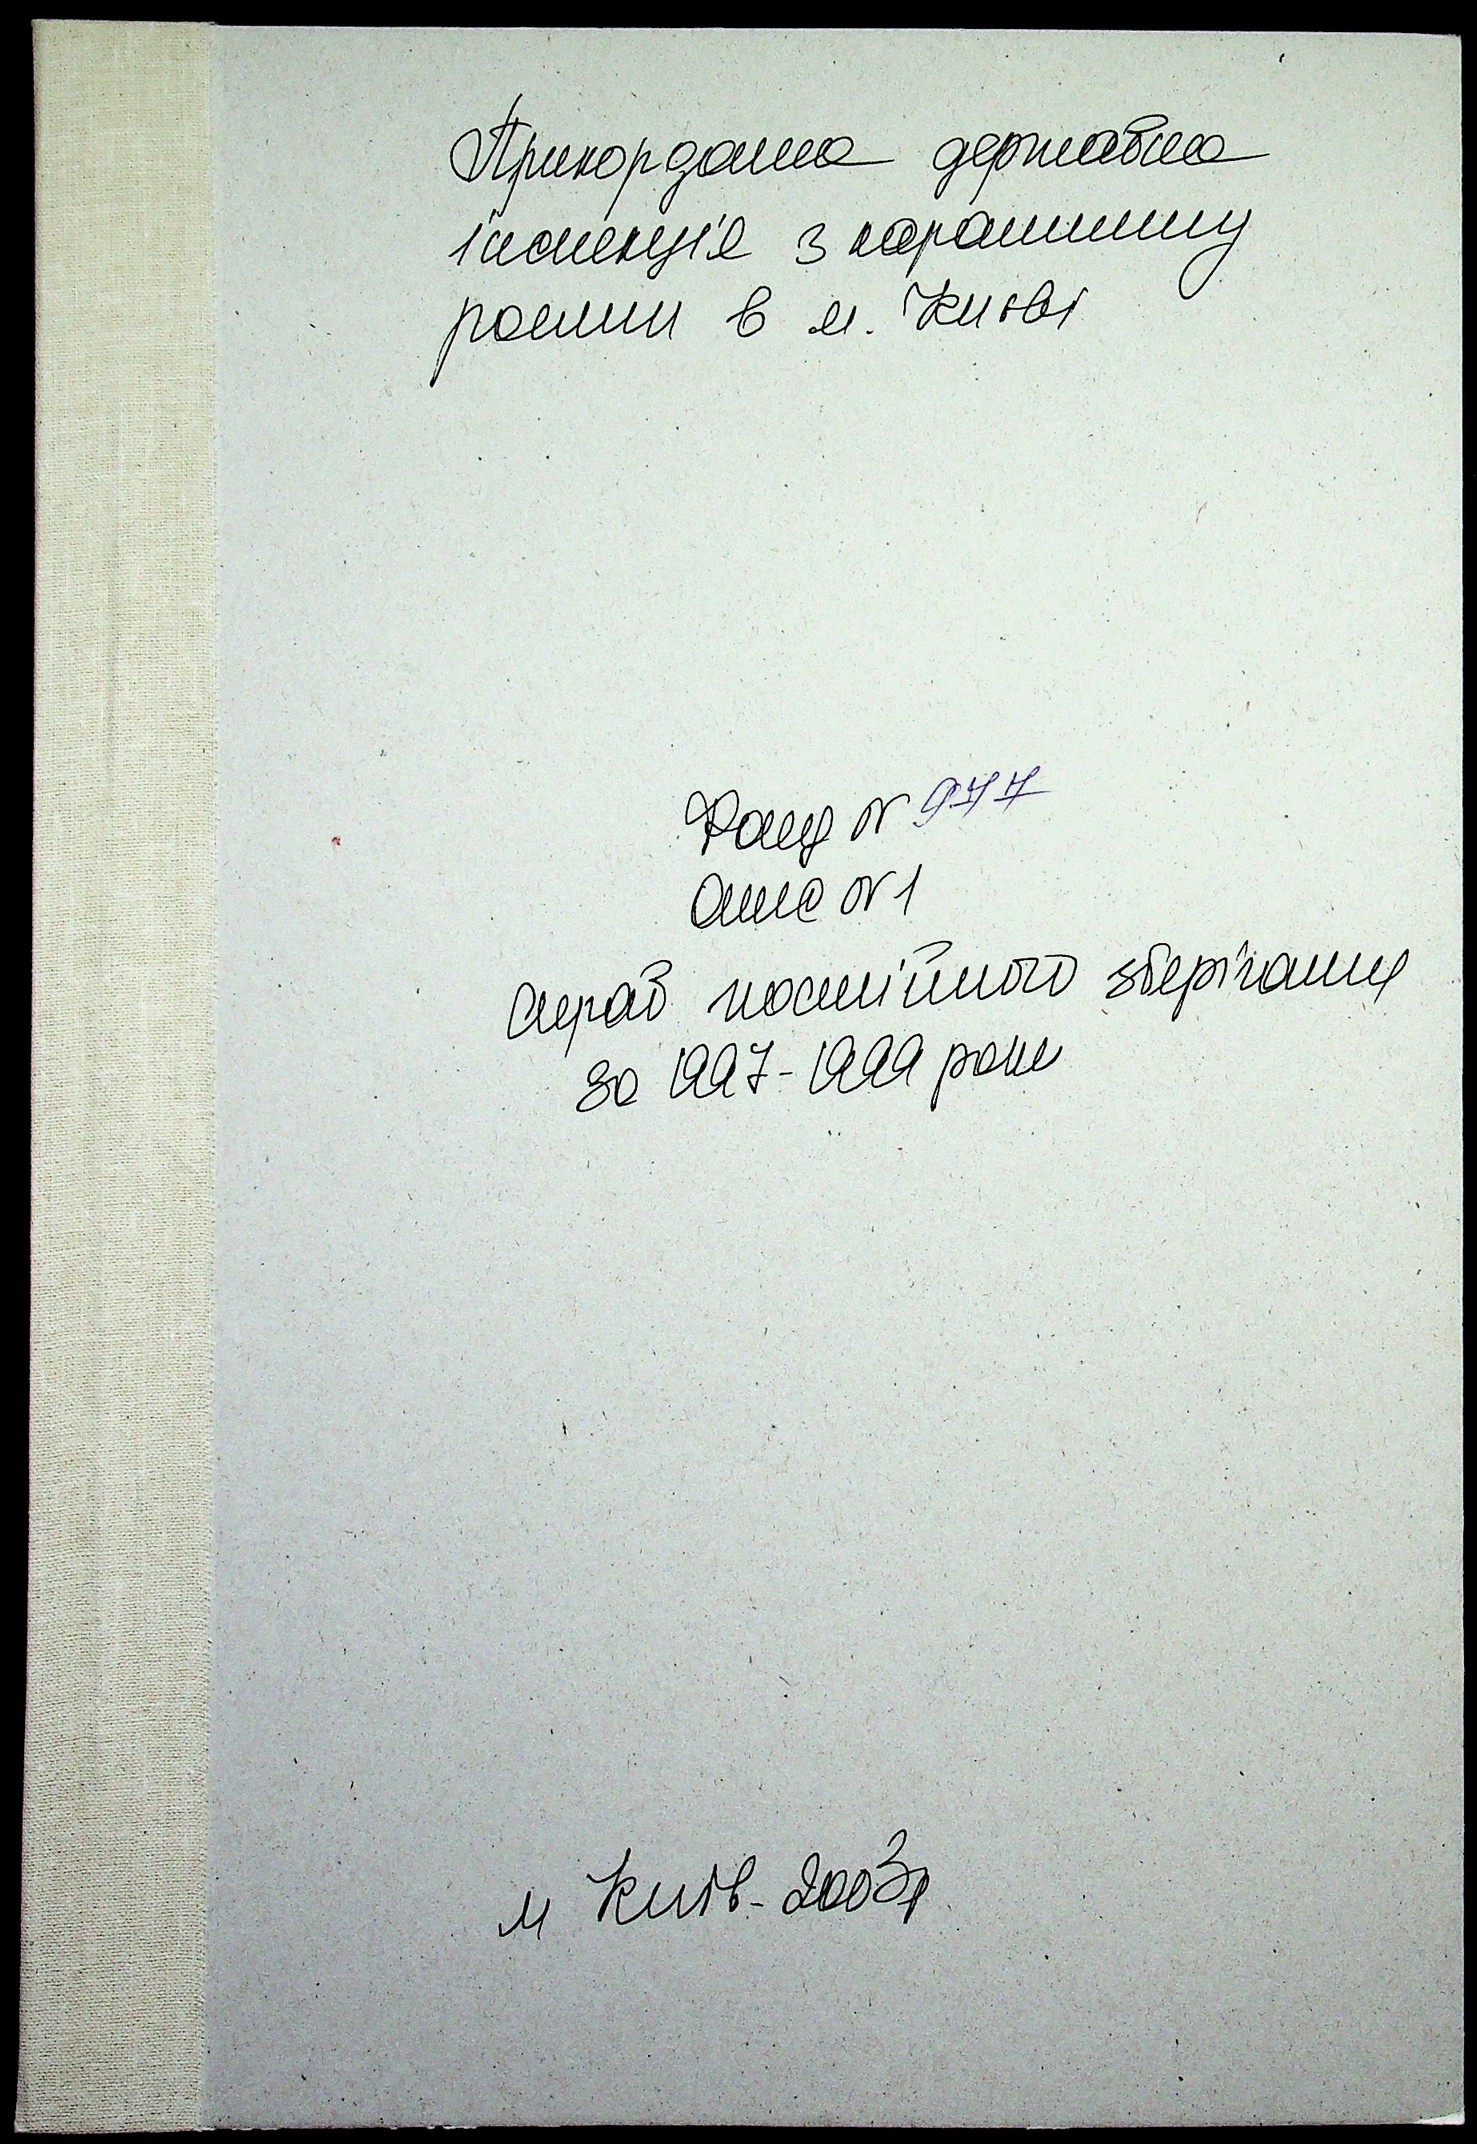 Прикордонна державна
інспекція з карантину
рослин в м. Києві
Фонд № 977
Опис № 1
справ постійного зберігання
за 1997-1999 роки
м Київ-2003р